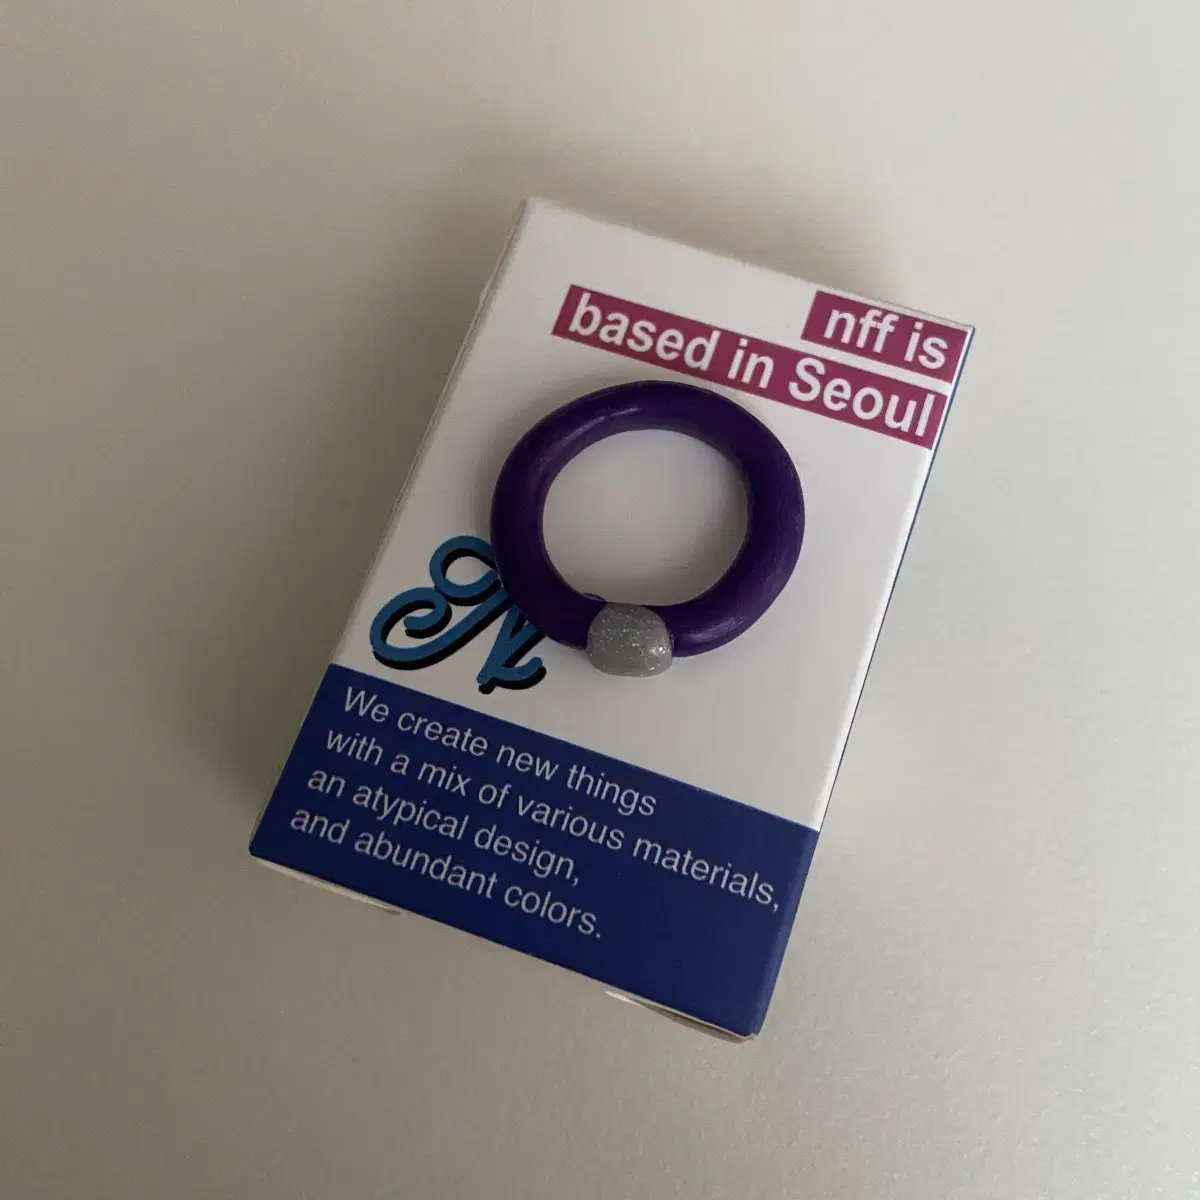 nff is
based in Seoul
N
We create new things
with a mix of various materials,
an atypical design,
and abundant colors.